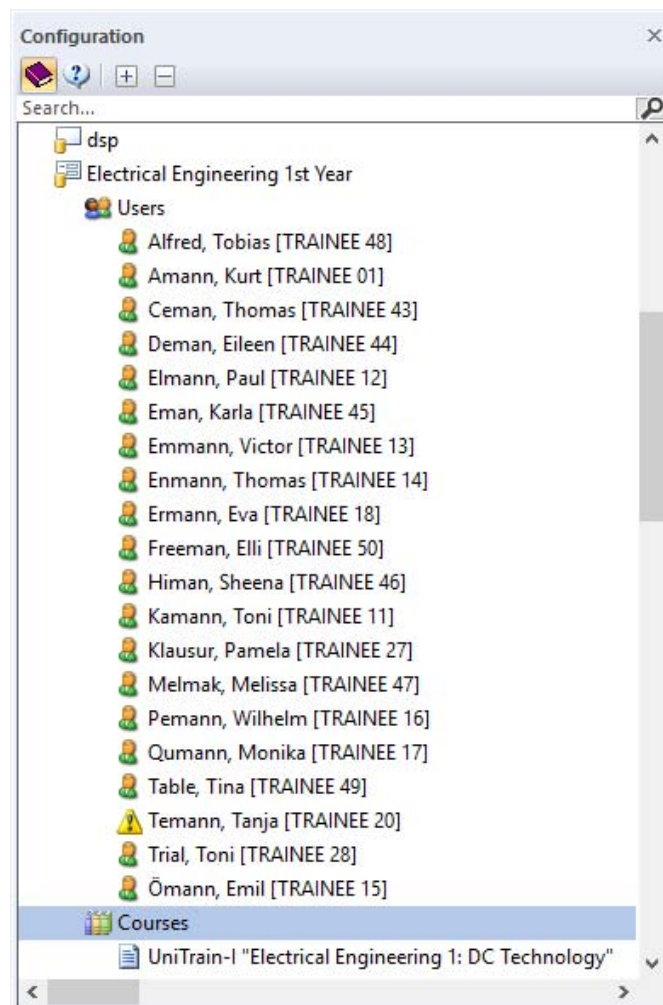 Configuration
Search...
dsp
Electrical Engineering 1st Year
Users
Alfred, Tobias [TRAINEE 48]
Amann, Kurt [TRAINEE 01]
Ceman, Thomas [TRAINEE 43]
Deman, Eileen [TRAINEE 44]
Elmann, Paul [TRAINEE 12]
Eman, Karla [TRAINEE 45]
Emmann, Victor [TRAINEE 13]
Enmann, Thomas [TRAINEE 14]
Ermann, Eva [TRAINEE 18]
Freeman, Elli [TRAINEE 50]
Himan, Sheena [TRAINEE 46]
Kamann, Toni [TRAINEE 11]
Klausur, Pamela [TRAINEE 27]
Melmak, Melissa [TRAINEE 47]
Pemann, Wilhelm [TRAINEE 16]
Qumann, Monika [TRAINEE 17]
Table, Tina [TRAINEE 49]
Temann, Tanja [TRAINEE 20]
Trial, Toni [TRAINEE 28]
Ömann, Emil [TRAINEE 15]
Courses
UniTrain-I "Electrical Engineering 1: DC Technology"